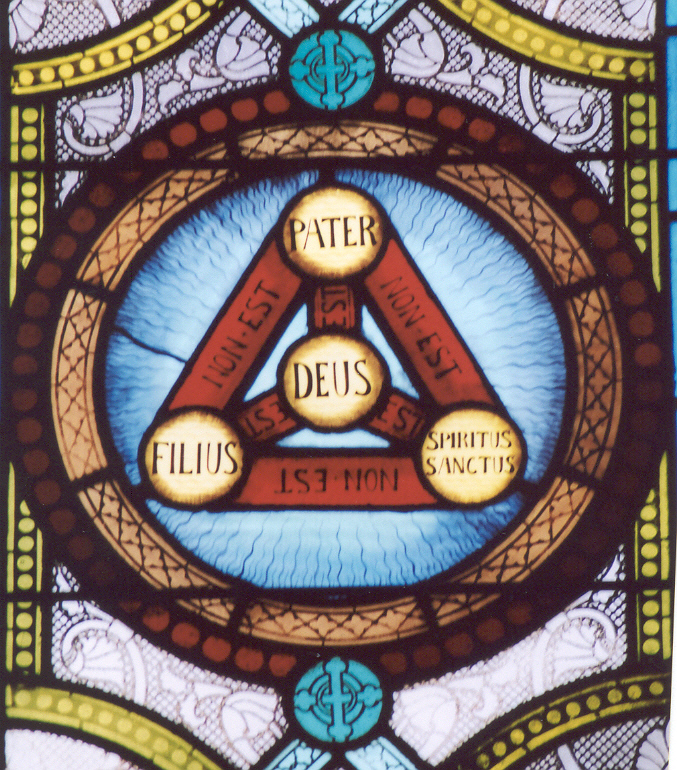 PATER
NON·EST
NON·EST
EST
DEUS
EST
EST
FILIUS
SPIRITUS
SANCTUS
NON·EST